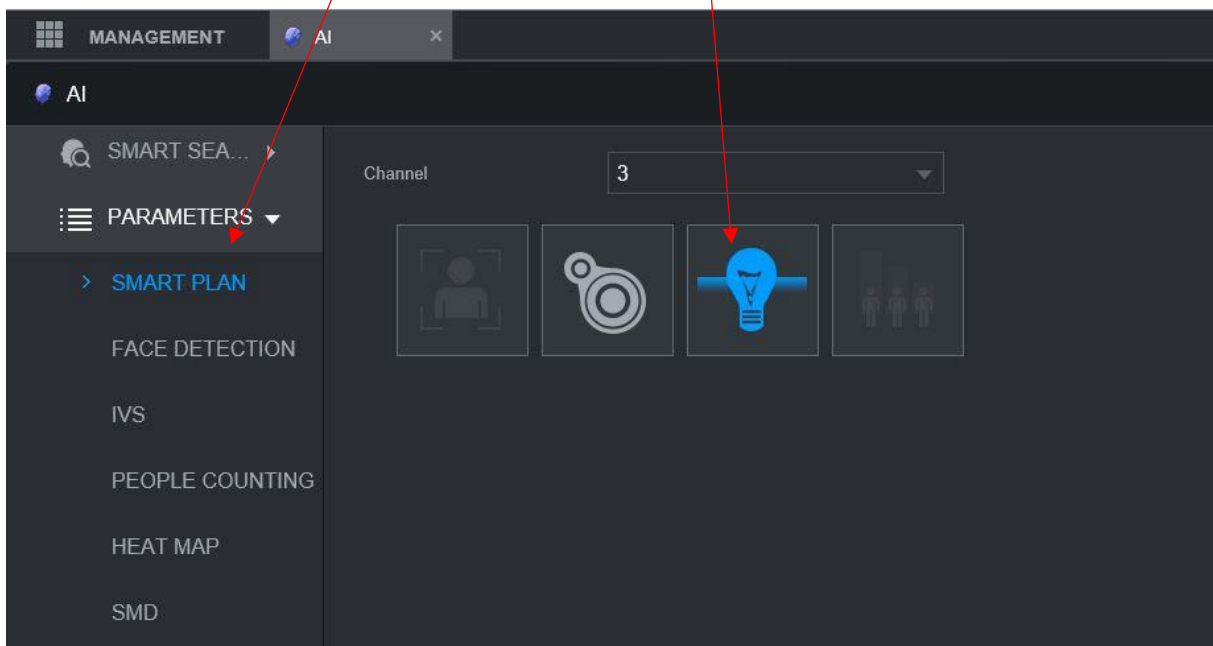 MANAGEMENT AI ×
AI
SMART SEA...
Channel 3
PARAMETERS
> SMART PLAN
FACE DETECTION
IVS
PEOPLE COUNTING
HEAT MAP
SMD